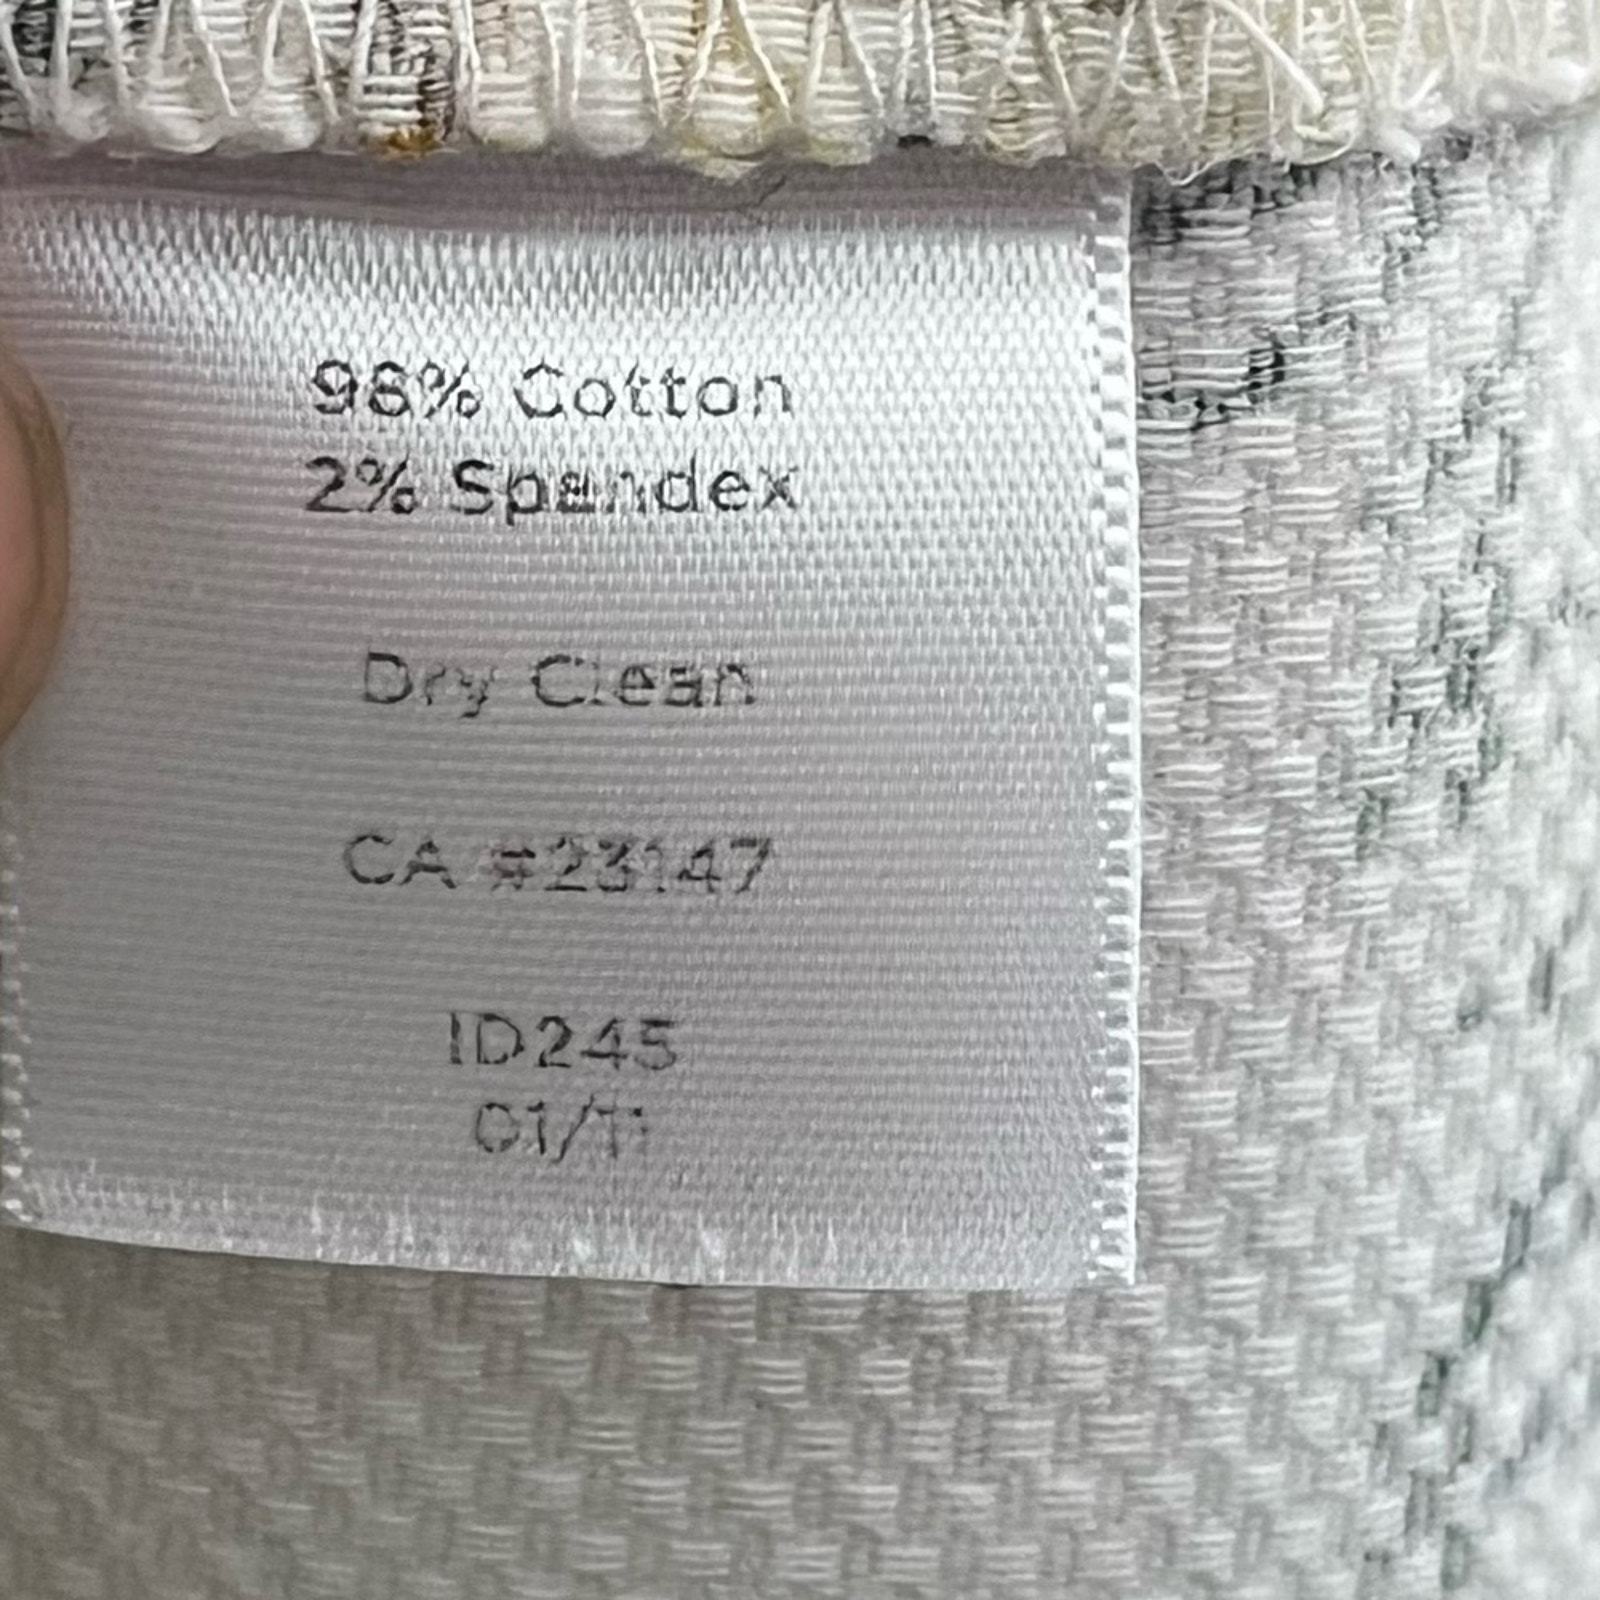 98% Cotton
2% Spandex
Dry Clean
CA #23147
ID245
01/11